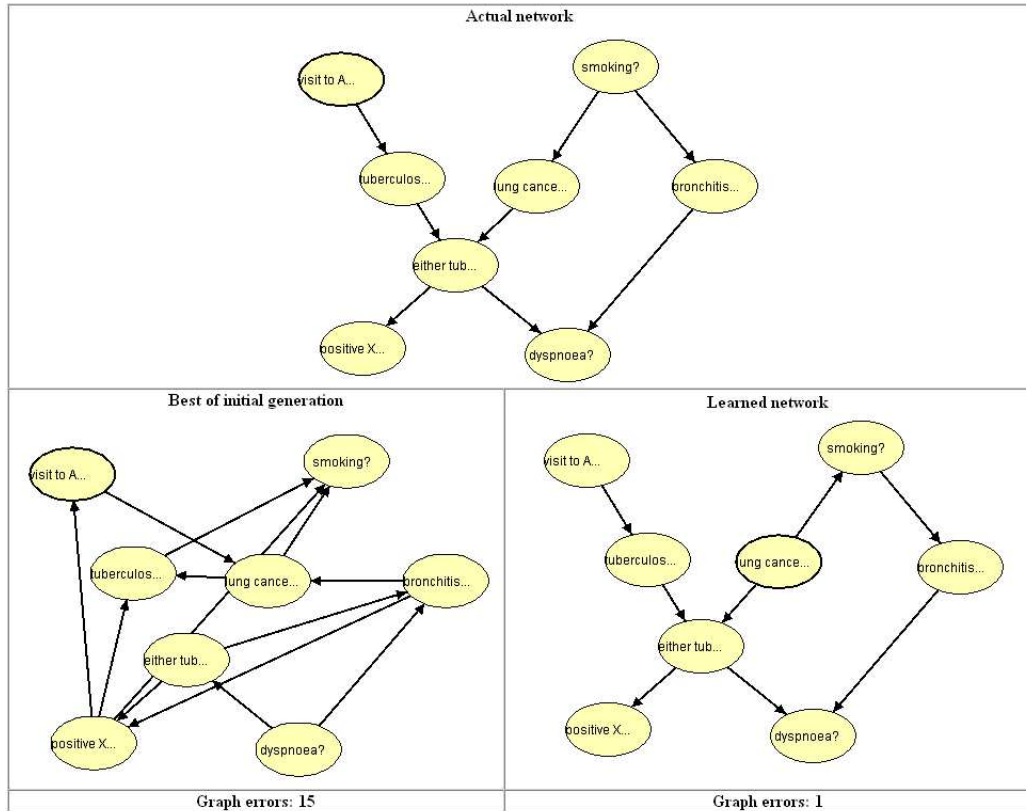 Actual network
visit to A...
smoking?
tuberculos...
lung cance...
bronchitis...
either tub...
positive X...
dyspnoea?
Best of initial generation
visit to A...
smoking?
tuberculos...
lung cance...
bronchitis...
either tub...
positive X...
dyspnoea?
Graph errors: 15
Learned network
visit to A...
smoking?
tuberculos...
lung cance...
bronchitis...
either tub...
positive X...
dyspnoea?
Graph errors: 1